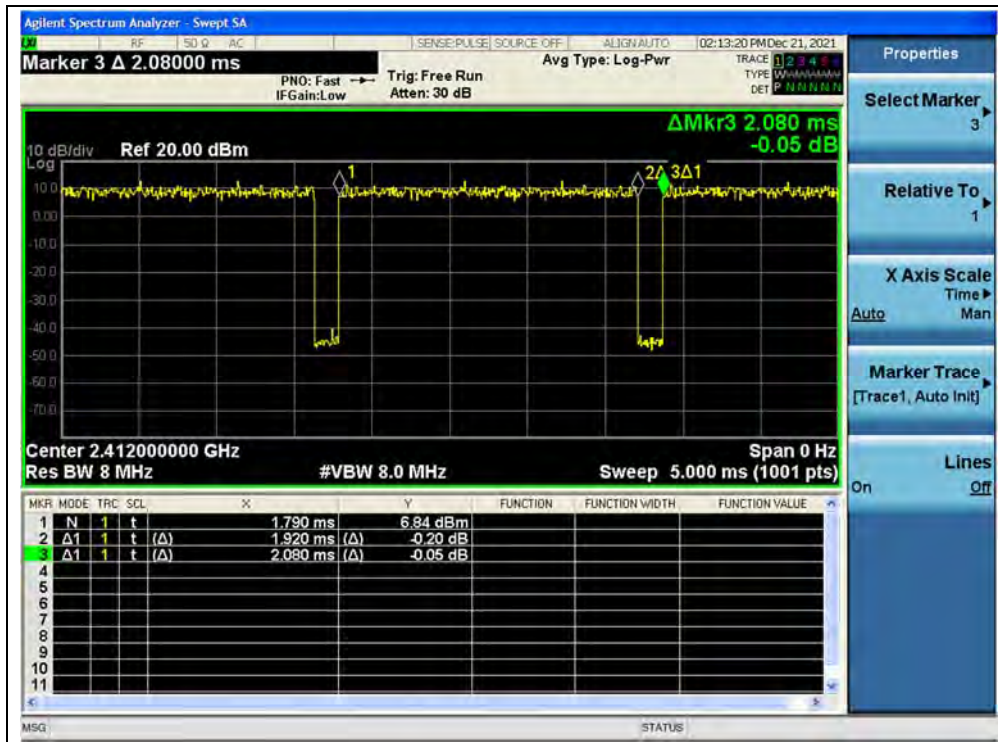 Agilent Spectrum Analyzer - Swept SA
LXI RF 50 Ω AC SENSE:PULSE SOURCE OFF ALIGNAUTO 02:13:20 PM Dec 21, 2021
Marker 3 Δ 2.08000 ms
PNO: Fast
IFGain:Low
Trig: Free Run
Atten: 30 dB
Avg Type: Log-Pwr
TRACE 1 2 3 4 5 6
TYPE
DET P N N N N N
ΔMkr3 2.080 ms
-0.05 dB
10 dB/div Ref 20.00 dBm
Log
1 2Δ 3Δ1
10.0
0.00
-10.0
-20.0
-30.0
-40.0
-50.0
-60.0
-70.0
Center 2.412000000 GHz Span 0 Hz
Res BW 8 MHz #VBW 8.0 MHz Sweep 5.000 ms (1001 pts)
MKR MODE TRC SCL X Y FUNCTION FUNCTION WIDTH FUNCTION VALUE
1 N 1 t 1.790 ms 6.84 dBm
2 Δ1 1 t (Δ) 1.920 ms (Δ) -0.20 dB
3 Δ1 1 t (Δ) 2.080 ms (Δ) -0.05 dB
4
5
6
7
8
9
10
11
MSG STATUS
Properties
Select Marker
3
Relative To
1
X Axis Scale
Time
Auto Man
Marker Trace
[Trace1, Auto Init]
Lines
On Off